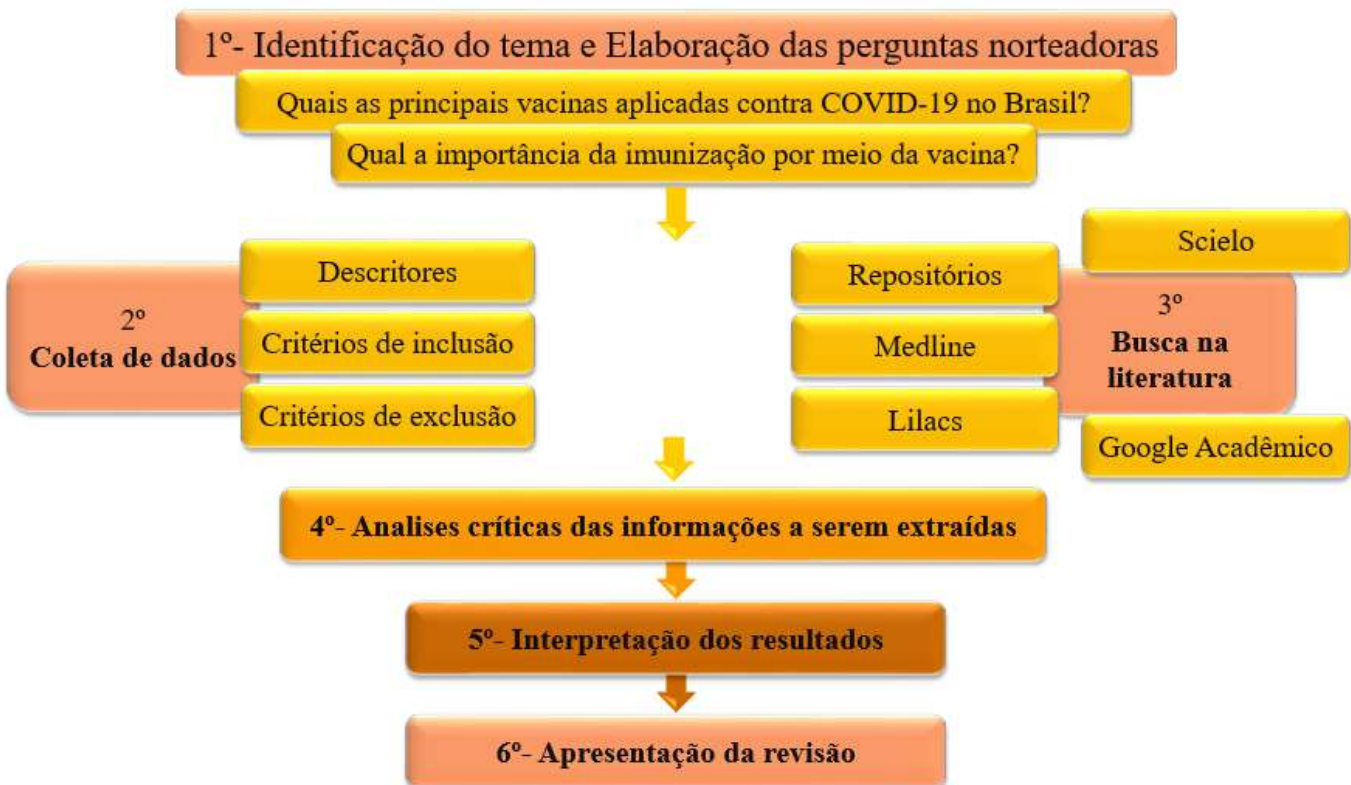 1º- Identificação do tema e Elaboração das perguntas norteadoras
Quais as principais vacinas aplicadas contra COVID-19 no Brasil?
Qual a importância da imunização por meio da vacina?
2º
Coleta de dados
Descritores
Critérios de inclusão
Critérios de exclusão
Repositórios
Medline
Lilacs
Scielo
3º
Busca na
literatura
Google Acadêmico
4º- Analises críticas das informações a serem extraídas
5º- Interpretação dos resultados
6º- Apresentação da revisão